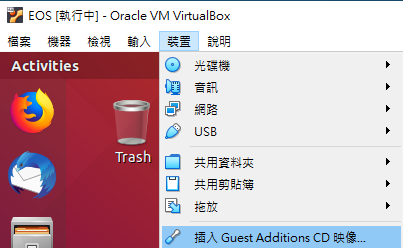 EOS [執行中] - Oracle VM VirtualBox
檔案 機器 檢視 輸入 裝置 說明
Activities
Trash
光碟機
音訊
網路
USB
共用資料夾
共用剪貼簿
拖放
插入 Guest Additions CD 映像...